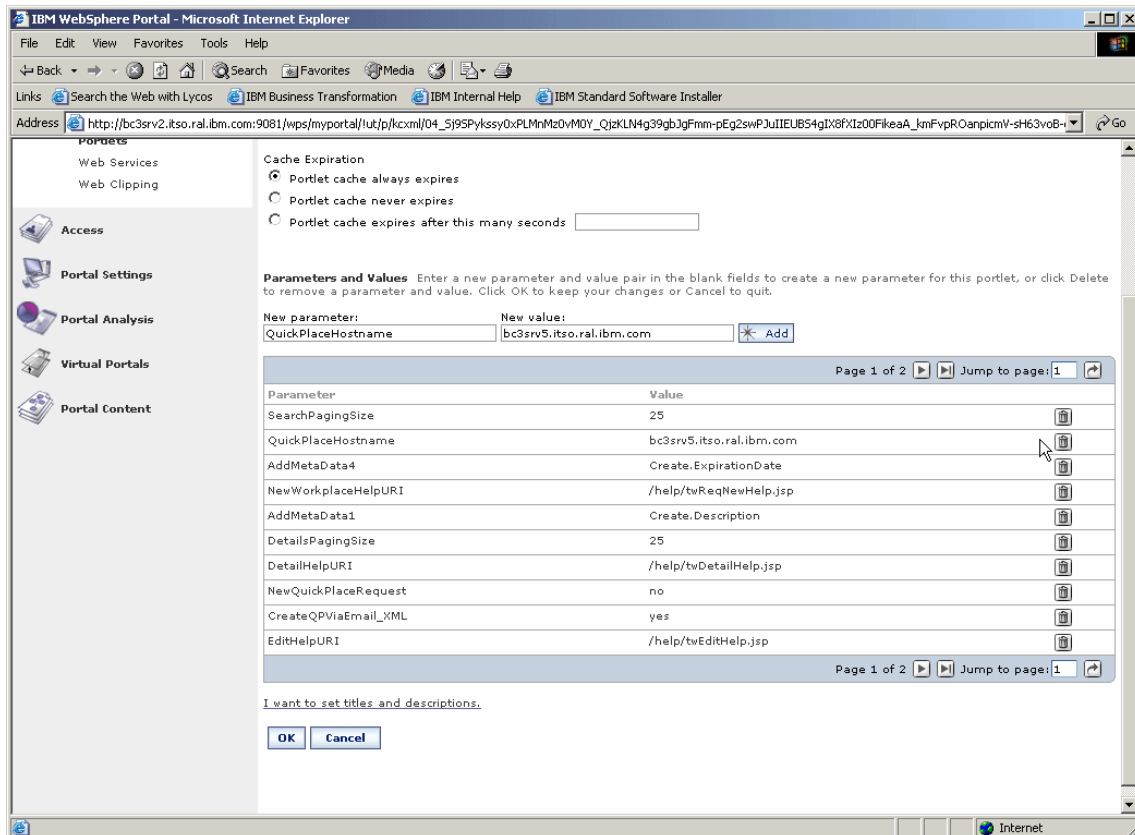 IBM WebSphere Portal - Microsoft Internet Explorer
File Edit View Favorites Tools Help
Back Search Favorites Media
Links Search the Web with Lycos IBM Business Transformation IBM Internal Help IBM Standard Software Installer
Address http://bc3srv2.itso.ral.ibm.com:9081/wps/myportal/!ut/p/kcxml/ Go
Portlets
Web Services
Web Clipping
Access
Portal Settings
Portal Analysis
Virtual Portals
Portal Content
Cache Expiration
Portlet cache always expires
Portlet cache never expires
Portlet cache expires after this many seconds
Parameters and Values Enter a new parameter and value pair in the blank fields to create a new parameter for this portlet, or click Delete
to remove a parameter and value. Click OK to keep your changes or Cancel to quit.
New parameter: New value:
QuickPlaceHostname bc3srv5.itso.ral.ibm.com Add
Page 1 of 2 Jump to page: 1
Parameter Value
SearchPagingSize 25
QuickPlaceHostname bc3srv5.itso.ral.ibm.com
AddMetaData4 Create.ExpirationDate
NewWorkplaceHelpURI /help/twReqNewHelp.jsp
AddMetaData1 Create.Description
DetailsPagingSize 25
DetailHelpURI /help/twDetailHelp.jsp
NewQuickPlaceRequest no
CreateQPViaEmail_XML yes
EditHelpURI /help/twEditHelp.jsp
Page 1 of 2 Jump to page: 1
I want to set titles and descriptions.
OK Cancel
Internet